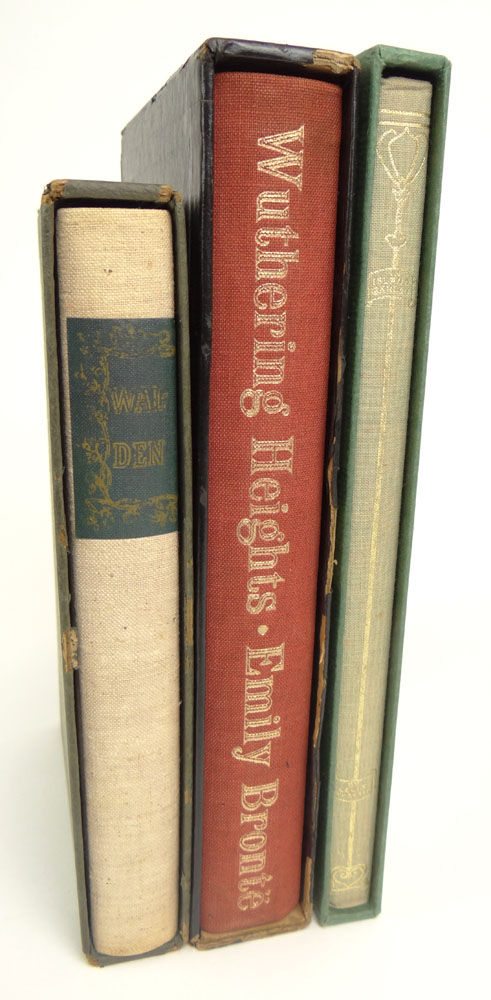 WAL
DEN
Wuthering Heights · Emily Brontë